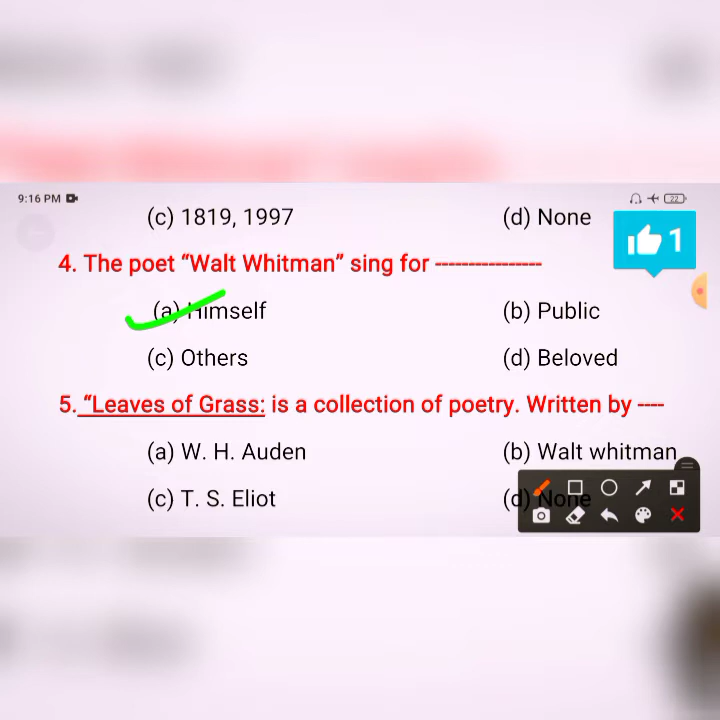 9:16 PM 22
(c) 1819, 1997 (d) None
1
4. The poet “Walt Whitman” sing for ----------------
(a) Himself (b) Public
(c) Others (d) Beloved
5. “Leaves of Grass: is a collection of poetry. Written by ----
(a) W. H. Auden (b) Walt whitman
(c) T. S. Eliot (d) None